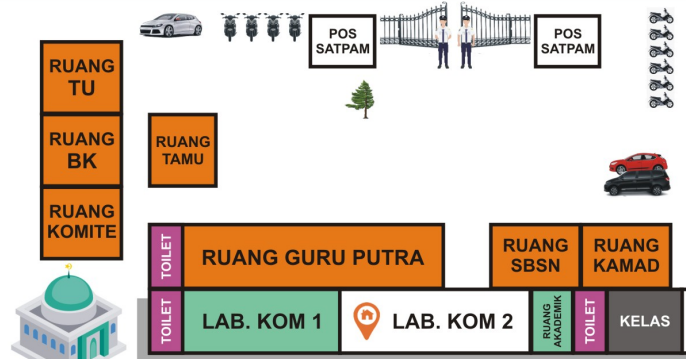 POS
SATPAM
POS
SATPAM
RUANG
TU
RUANG
BK
RUANG
TAMU
RUANG
KOMITE
TOILET
RUANG GURU PUTRA
RUANG
SBSN
RUANG
KAMAD
TOILET
LAB. KOM 1
LAB. KOM 2
RUANG
AKADEMIK
TOILET
KELAS